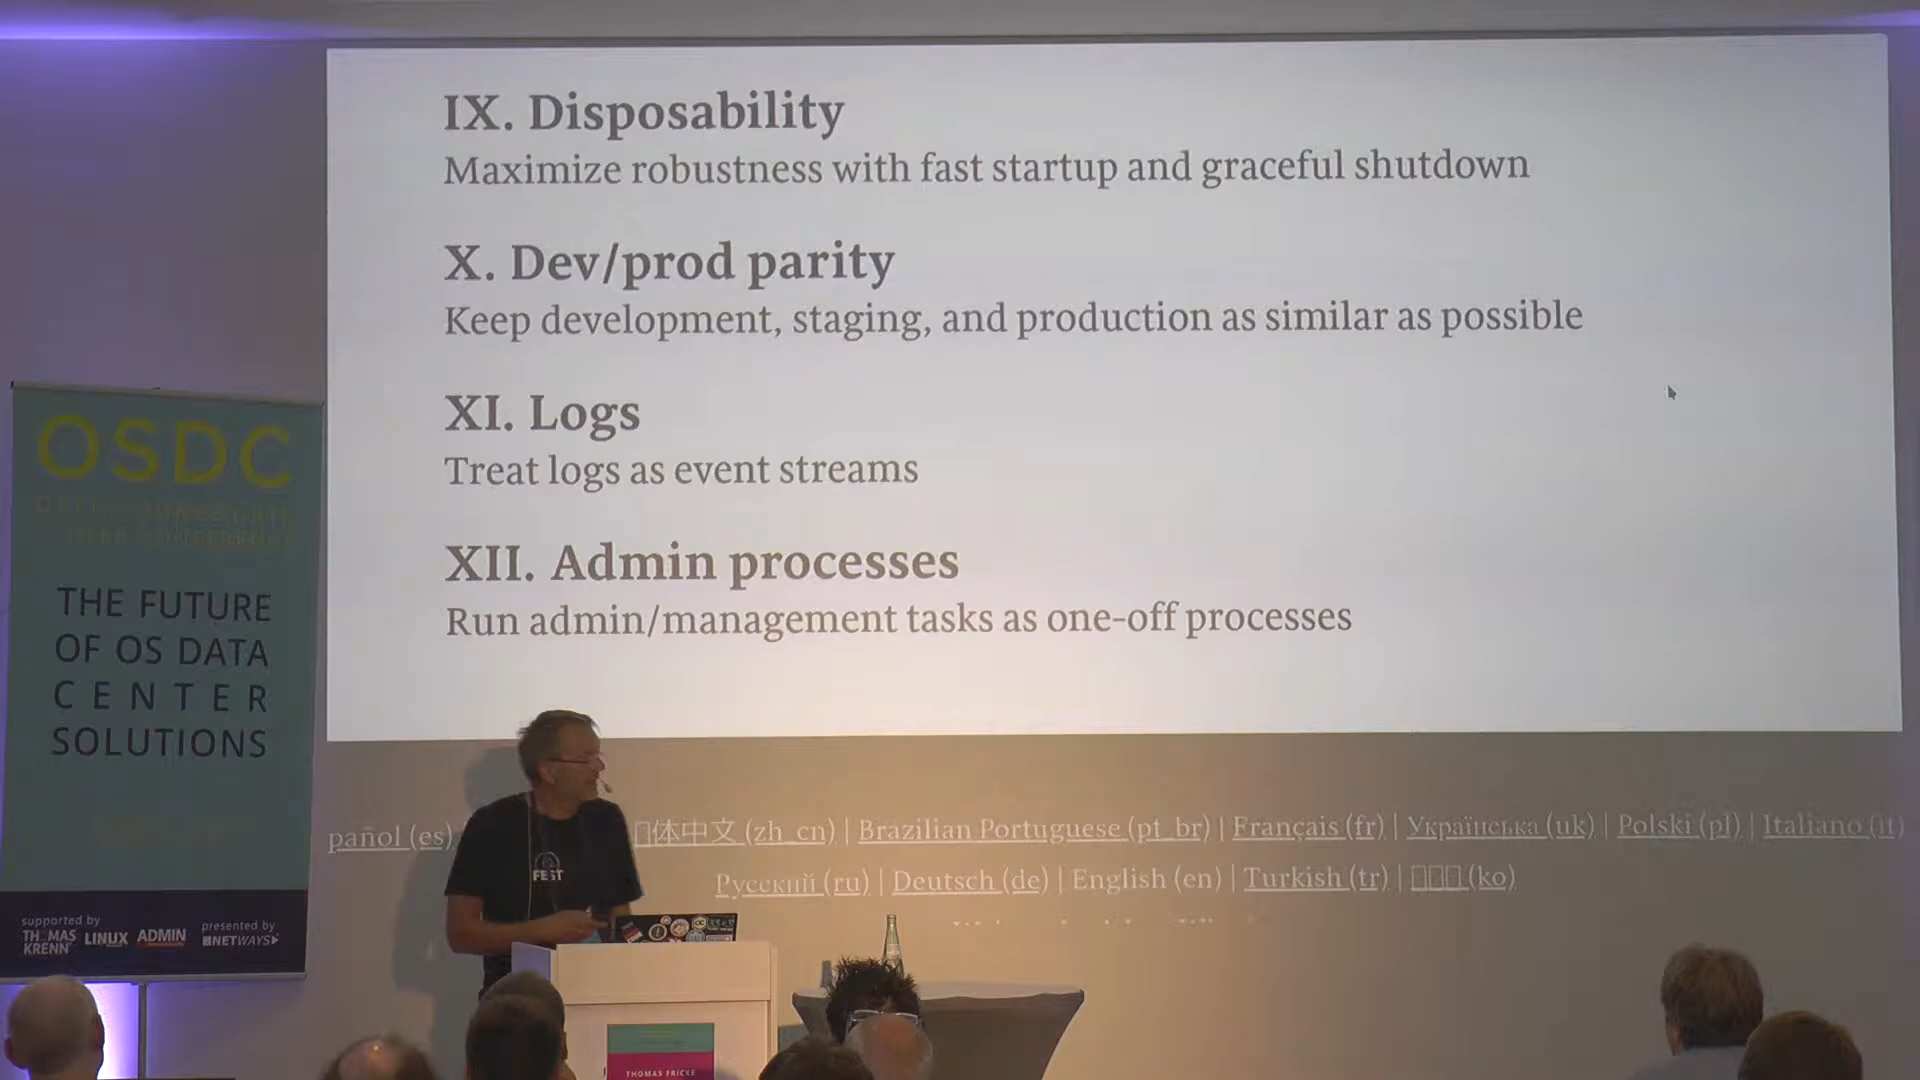 IX. Disposability
Maximize robustness with fast startup and graceful shutdown
X. Dev/prod parity
Keep development, staging, and production as similar as possible
XI. Logs
Treat logs as event streams
XII. Admin processes
Run admin/management tasks as one-off processes
pañol (es)
体中文 (zh_cn) | Brazilian Portuguese (pt_br) | Français (fr) | Українська (uk) | Polski (pl) | Italiano (it)
Русский (ru) | Deutsch (de) | English (en) | Turkish (tr) | (ko)
OSDC
THE FUTURE
OF OS DATA
CENTER
SOLUTIONS
supported by
THOMAS
KRENN
LINUX
ADMIN
presented by
NETWAYS
FEST
THOMAS FRICKE